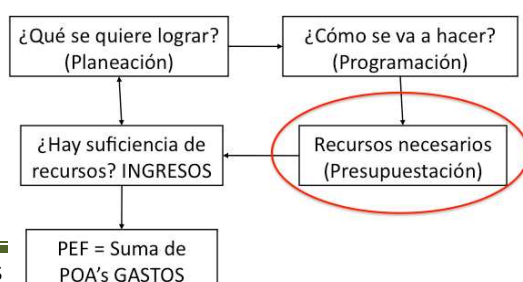 ¿Qué se quiere lograr?
(Planeación)
¿Cómo se va a hacer?
(Programación)
¿Hay suficiencia de
recursos? INGRESOS
Recursos necesarios
(Presupuestación)
PEF = Suma de
POA's GASTOS
S